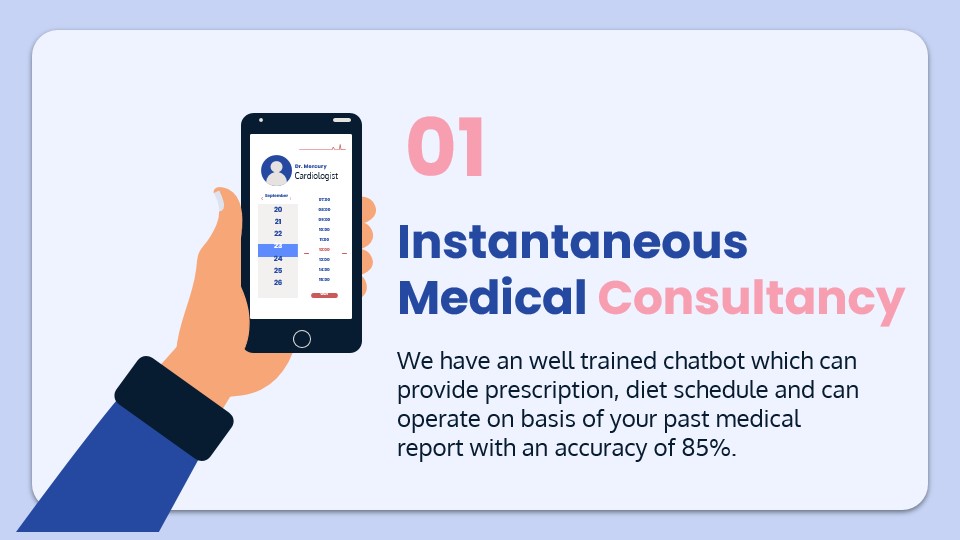 01
Instantaneous
Medical Consultancy
We have an well trained chatbot which can
provide prescription, diet schedule and can
operate on basis of your past medical
report with an accuracy of 85%.
Dr. Mercury
Cardiologist
September
20
21
22
23
24
25
26